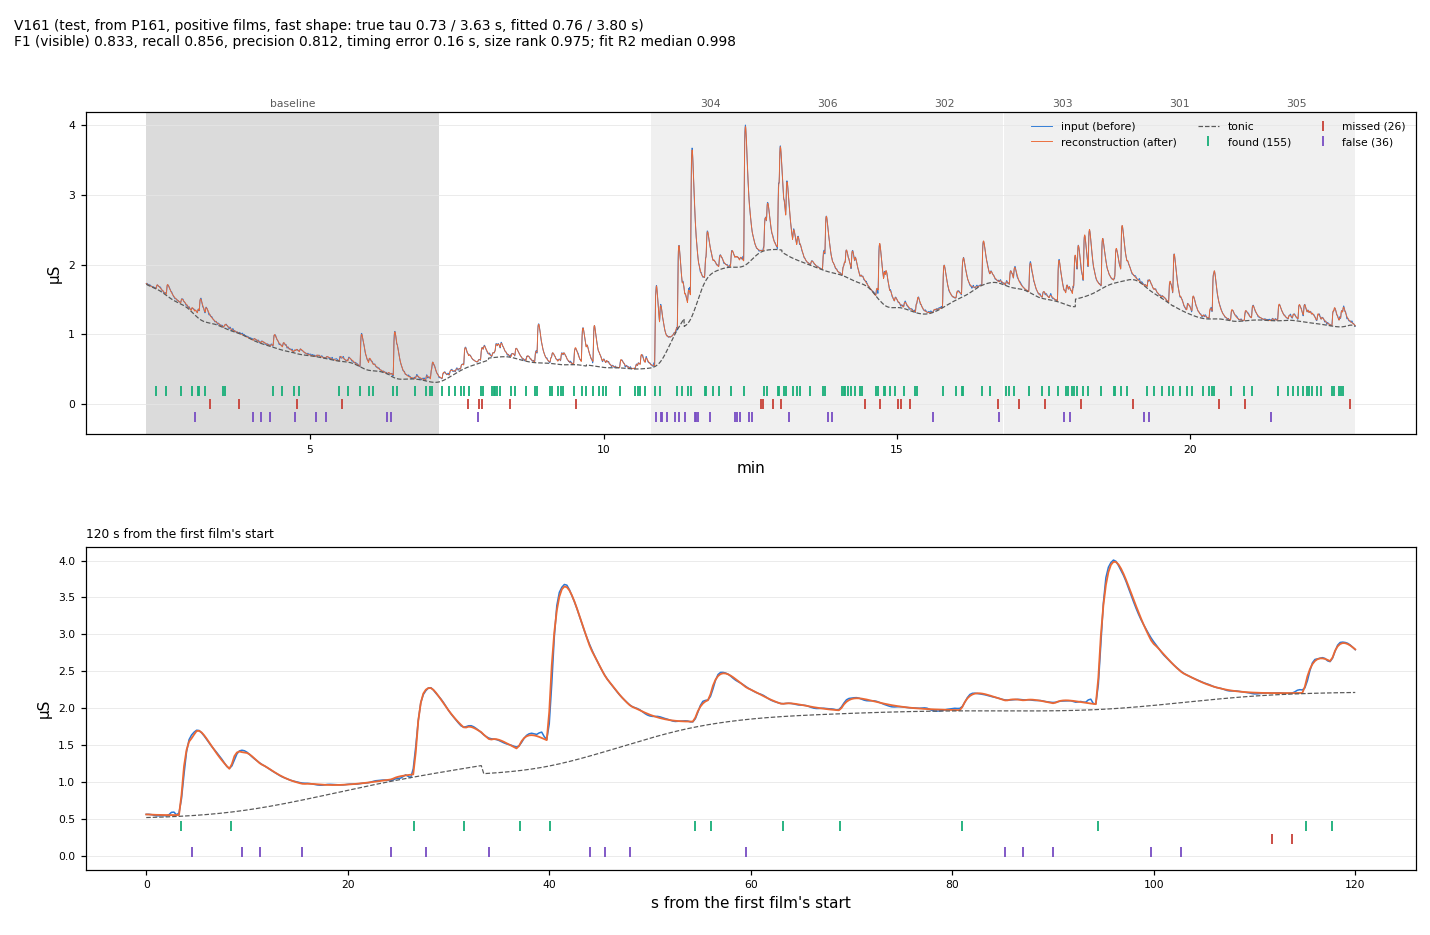 V161 (test, from P161, positive films, fast shape: true tau 0.73 / 3.63 s, fitted 0.76 / 3.80 s)
F1 (visible) 0.833, recall 0.856, precision 0.812, timing error 0.16 s, size rank 0.975; fit R2 median 0.998
baseline 304 306 302 303 301 305
input (before) tonic missed (26)
reconstruction (after) found (155) false (36)
4
3
2
1
0
µS
5 10 15 20
min
120 s from the first film's start
4.0
3.5
3.0
2.5
2.0
1.5
1.0
0.5
0.0
µS
0 20 40 60 80 100 120
s from the first film's start